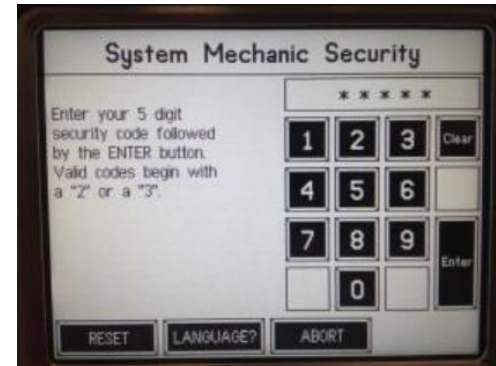 System Mechanic Security
* * * * *
Enter your 5 digit
security code followed
by the ENTER button.
Valid codes begin with
a "2" or a "3".
1 2 3 Clear
4 5 6
7 8 9 Enter
0
RESET LANGUAGE? ABORT